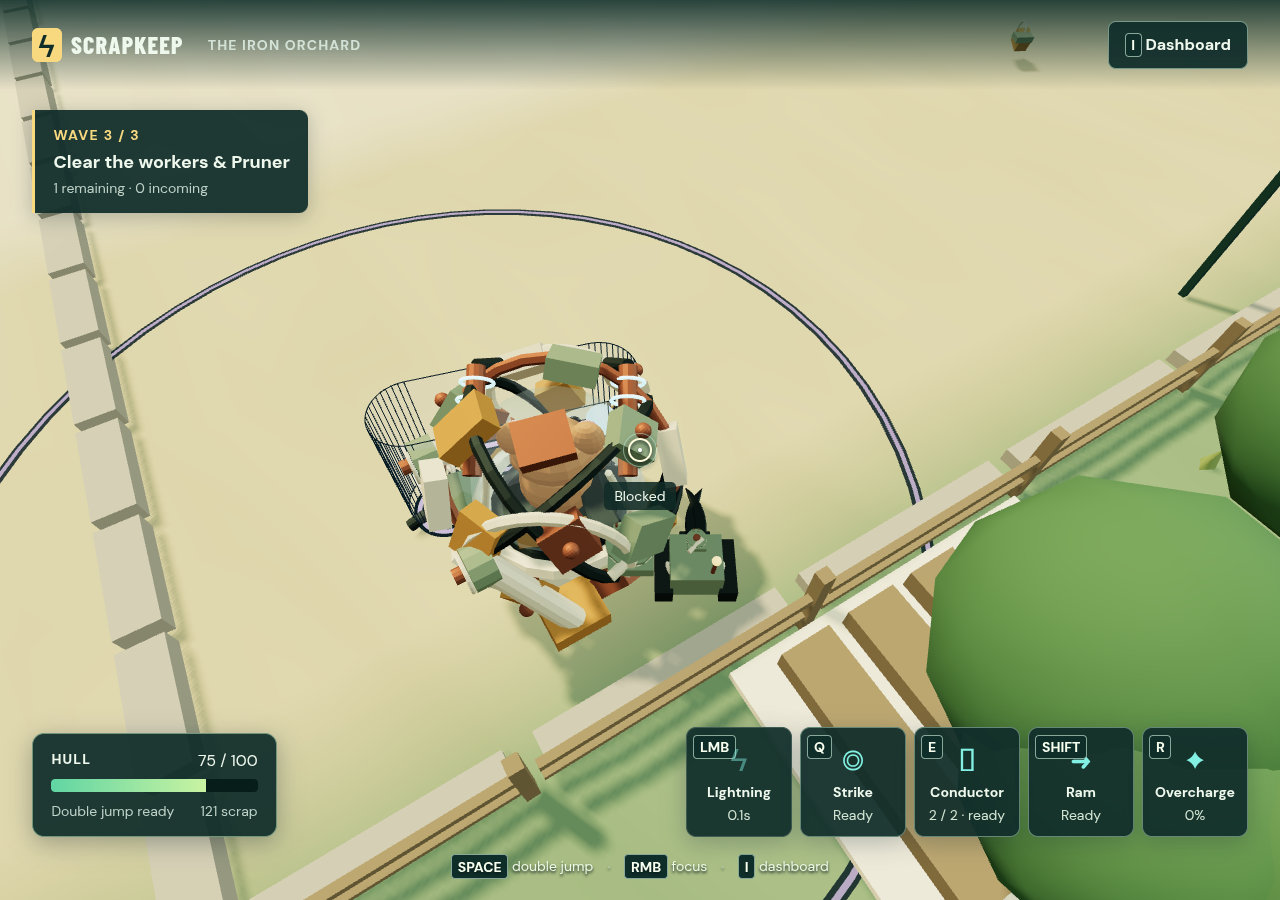 SCRAPKEEP THE IRON ORCHARD
I Dashboard
WAVE 3 / 3
Clear the workers & Pruner
1 remaining · 0 incoming
Blocked
HULL 75 / 100
Double jump ready 121 scrap
LMB
Lightning
0.1s
Q
Strike
Ready
E
Conductor
2 / 2 · ready
SHIFT
Ram
Ready
R
Overcharge
0%
SPACE double jump · RMB focus · I dashboard